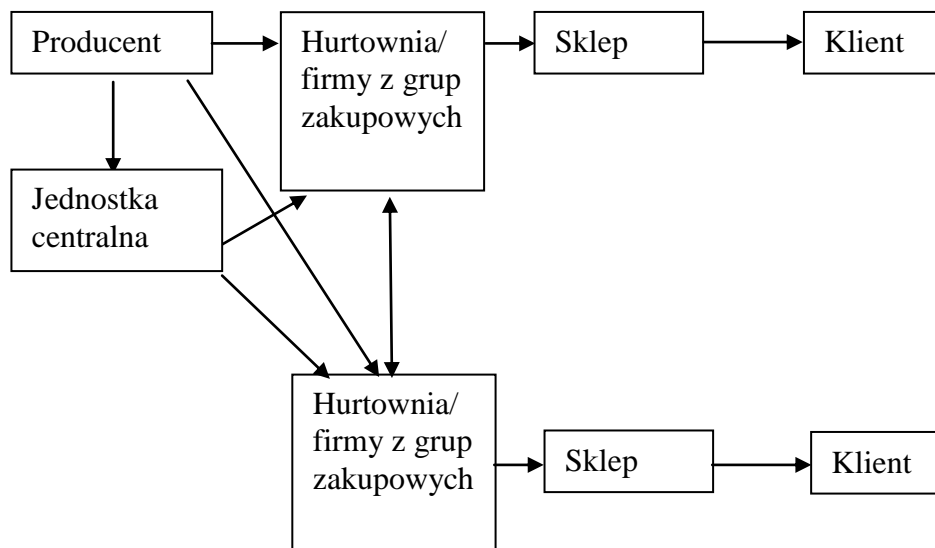 Producent
Hurtownia/
firmy z grup
zakupowych
Sklep
Klient
Jednostka
centralna
Hurtownia/
firmy z grup
zakupowych
Sklep
Klient